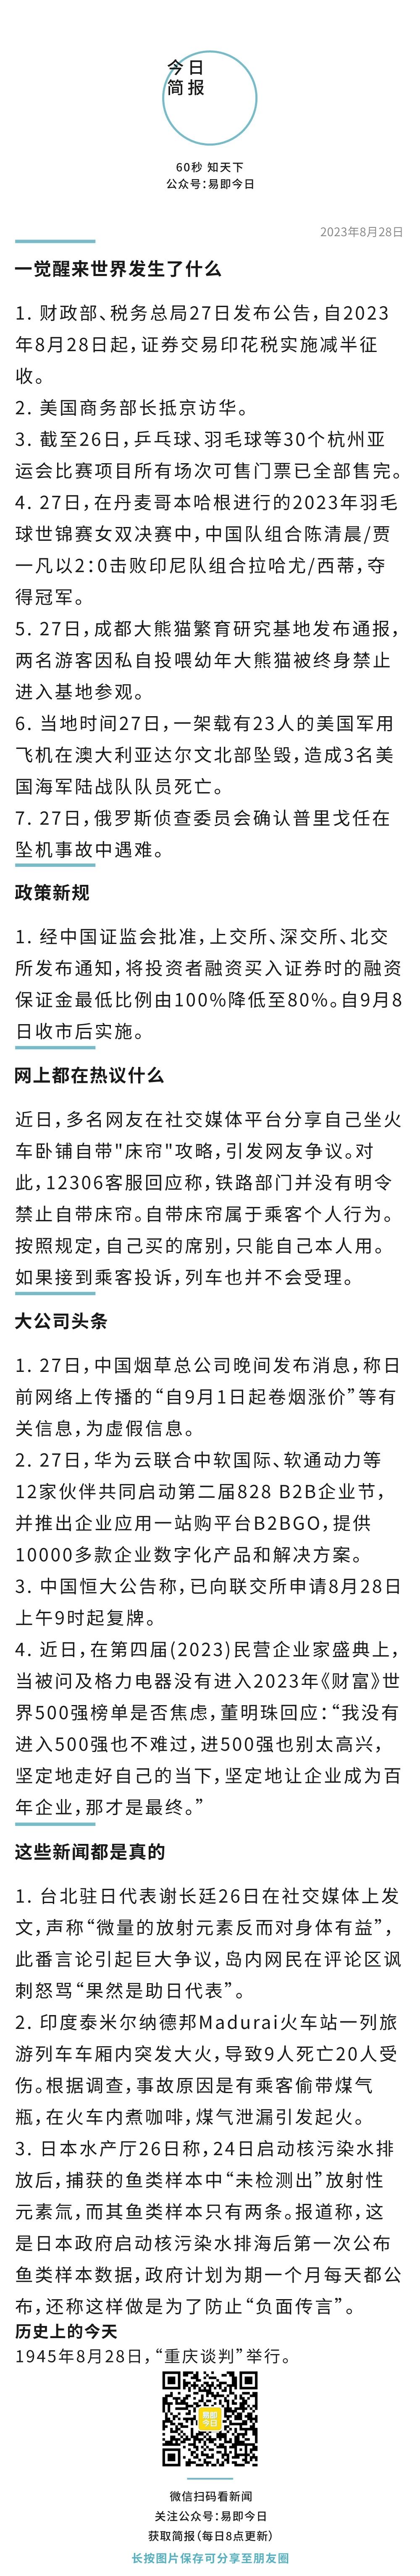 今日
简报
60秒 知天下
公众号：易即今日
2023年8月28日
一觉醒来世界发生了什么
1. 财政部、税务总局27日发布公告，自2023
年8月28日起，证券交易印花税实施减半征
收。
2. 美国商务部长抵京访华。
3. 截至26日，乒乓球、羽毛球等30个杭州亚
运会比赛项目所有场次可售门票已全部售完。
4. 27日，在丹麦哥本哈根进行的2023年羽毛
球世锦赛女双决赛中，中国队组合陈清晨/贾
一凡以2：0击败印尼队组合拉哈尤/西蒂，夺
得冠军。
5. 27日，成都大熊猫繁育研究基地发布通报，
两名游客因私自投喂幼年大熊猫被终身禁止
进入基地参观。
6. 当地时间27日，一架载有23人的美国军用
飞机在澳大利亚达尔文北部坠毁，造成3名美
国海军陆战队队员死亡。
7. 27日，俄罗斯侦查委员会确认普里戈任在
坠机事故中遇难。
政策新规
1. 经中国证监会批准，上交所、深交所、北交
所发布通知，将投资者融资买入证券时的融资
保证金最低比例由100%降低至80%。自9月8
日收市后实施。
网上都在热议什么
近日，多名网友在社交媒体平台分享自己坐火
车卧铺自带"床帘"攻略，引发网友争议。对
此，12306客服回应称，铁路部门并没有明令
禁止自带床帘。自带床帘属于乘客个人行为。
按照规定，自己买的席别，只能自己本人用。
如果接到乘客投诉，列车也并不会受理。
大公司头条
1. 27日，中国烟草总公司晚间发布消息，称日
前网络上传播的“自9月1日起卷烟涨价”等有
关信息，为虚假信息。
2. 27日，华为云联合中软国际、软通动力等
12家伙伴共同启动第二届828 B2B企业节，
并推出企业应用一站购平台B2BGO，提供
10000多款企业数字化产品和解决方案。
3. 中国恒大公告称，已向联交所申请8月28日
上午9时起复牌。
4. 近日，在第四届(2023)民营企业家盛典上，
当被问及格力电器没有进入2023年《财富》世
界500强榜单是否焦虑，董明珠回应：“我没有
进入500强也不难过，进500强也别太高兴，
坚定地走好自己的当下，坚定地让企业成为百
年企业，那才是最终。”
这些新闻都是真的
1. 台北驻日代表谢长廷26日在社交媒体上发
文，声称“微量的放射元素反而对身体有益”，
此番言论引起巨大争议，岛内网民在评论区讽
刺怒骂“果然是助日代表”。
2. 印度泰米尔纳德邦Madurai火车站一列旅
游列车车厢内突发大火，导致9人死亡20人受
伤。根据调查，事故原因是有乘客偷带煤气
瓶，在火车内煮咖啡，煤气泄漏引发起火。
3. 日本水产厅26日称，24日启动核污染水排
放后，捕获的鱼类样本中“未检测出”放射性
元素氚，而其鱼类样本只有两条。报道称，这
是日本政府启动核污染水排海后第一次公布
鱼类样本数据，政府计划为期一个月每天都公
布，还称这样做是为了防止“负面传言”。
历史上的今天
1945年8月28日，“重庆谈判”举行。
易即
今日
微信扫码看新闻
关注公众号：易即今日
获取简报（每日8点更新）
长按图片保存可分享至朋友圈